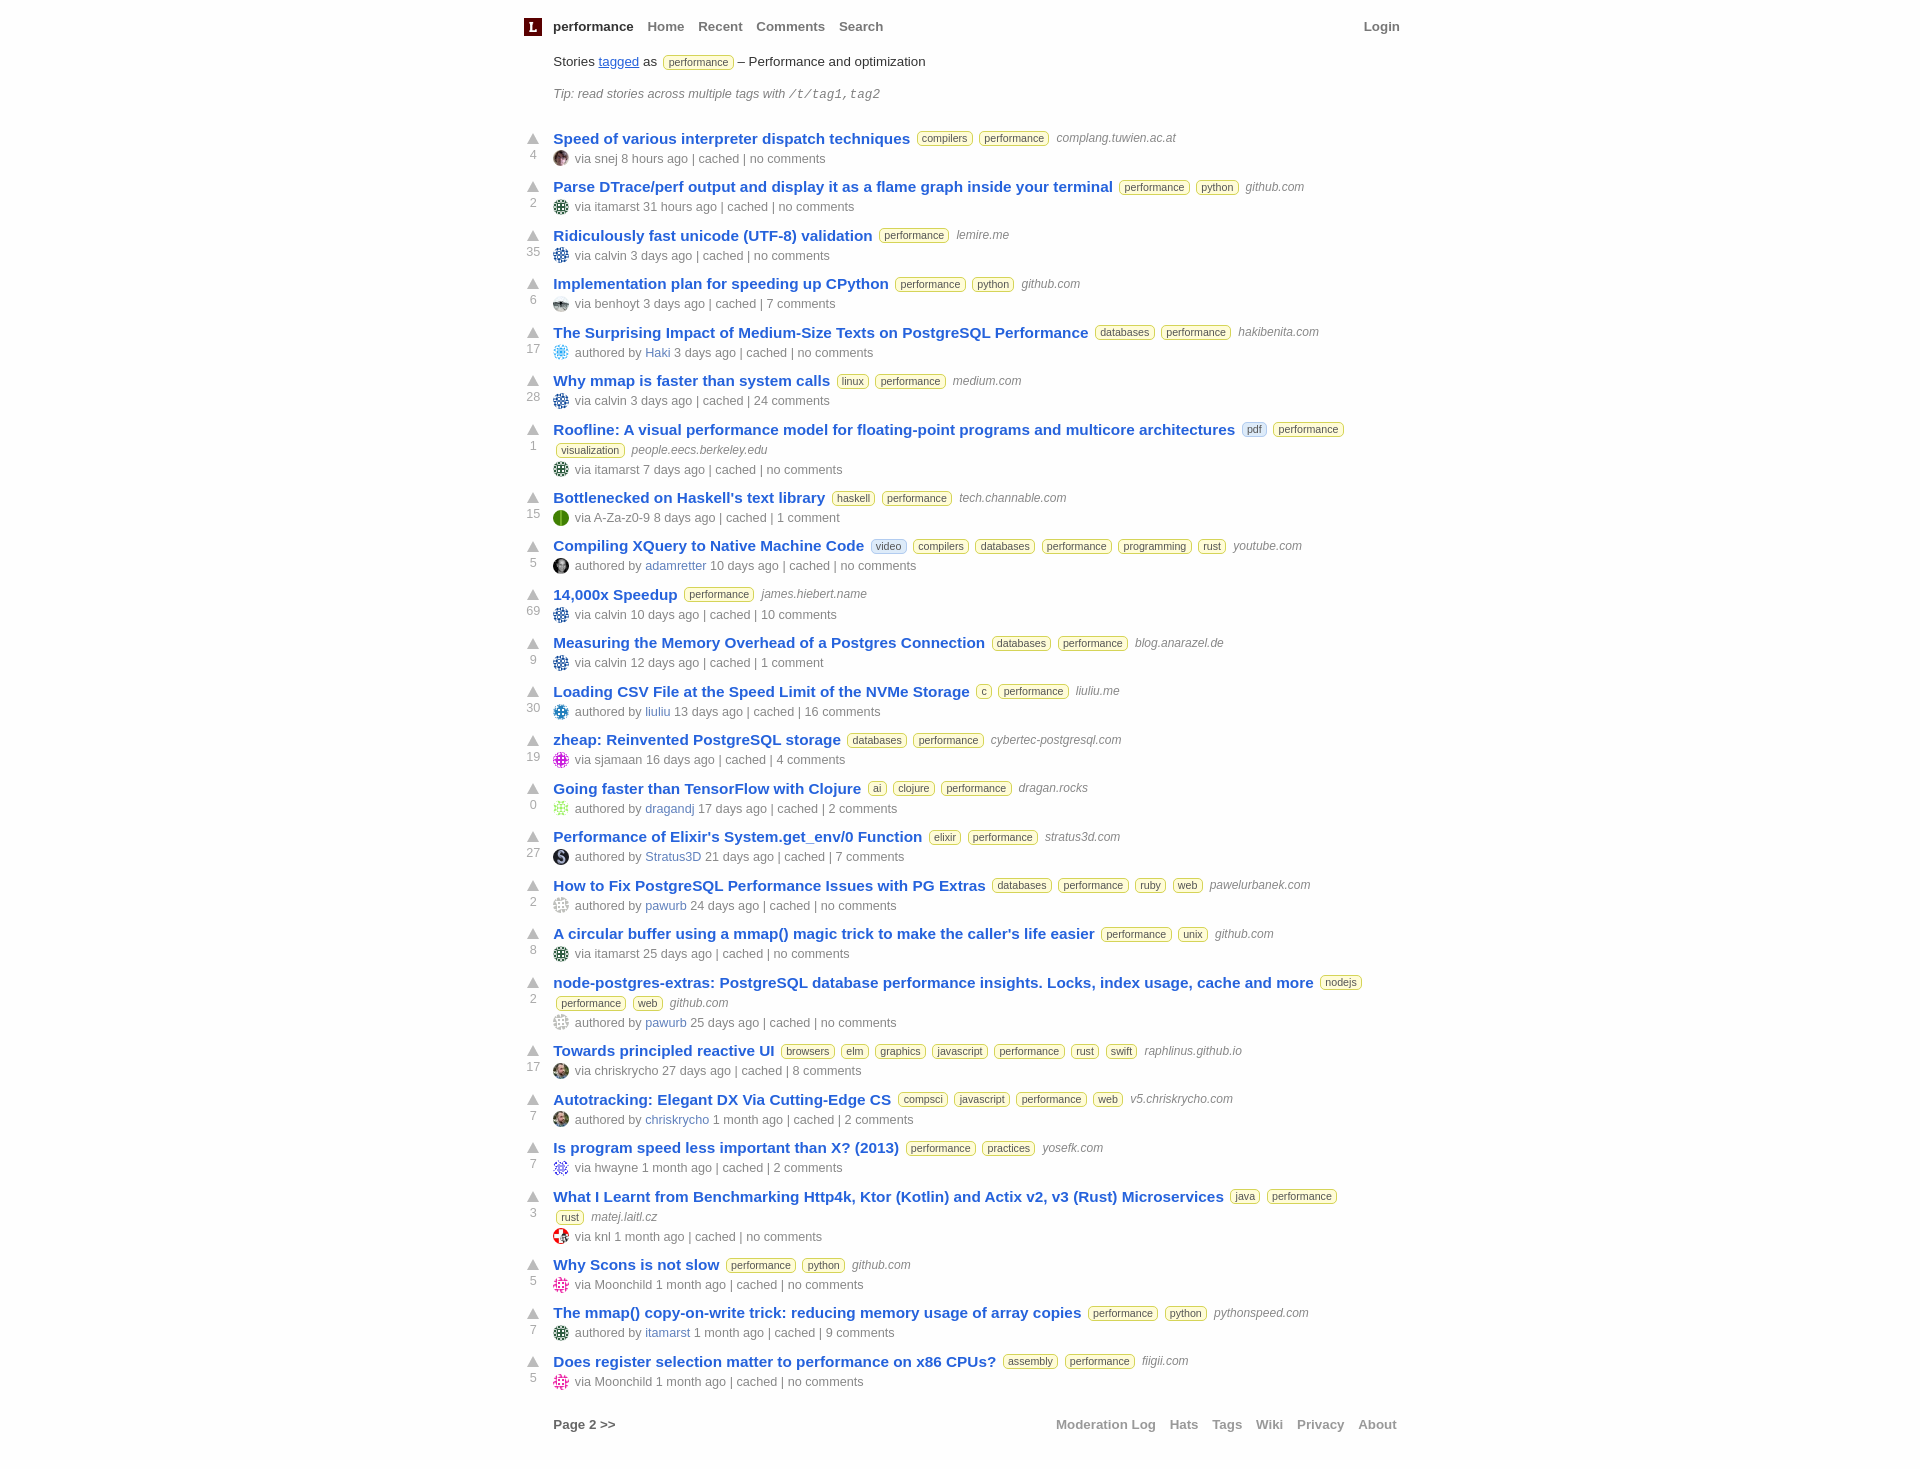 L performance Home Recent Comments Search Login
Stories tagged as performance – Performance and optimization
Tip: read stories across multiple tags with /t/tag1,tag2
Speed of various interpreter dispatch techniques compilers performance complang.tuwien.ac.at
4 via snej 8 hours ago | cached | no comments
Parse DTrace/perf output and display it as a flame graph inside your terminal performance python github.com
2 via itamarst 31 hours ago | cached | no comments
Ridiculously fast unicode (UTF-8) validation performance lemire.me
35 via calvin 3 days ago | cached | no comments
Implementation plan for speeding up CPython performance python github.com
6 via benhoyt 3 days ago | cached | 7 comments
The Surprising Impact of Medium-Size Texts on PostgreSQL Performance databases performance hakibenita.com
17 authored by Haki 3 days ago | cached | no comments
Why mmap is faster than system calls linux performance medium.com
28 via calvin 3 days ago | cached | 24 comments
Roofline: A visual performance model for floating-point programs and multicore architectures pdf performance
1 visualization people.eecs.berkeley.edu
via itamarst 7 days ago | cached | no comments
Bottlenecked on Haskell's text library haskell performance tech.channable.com
15 via A-Za-z0-9 8 days ago | cached | 1 comment
Compiling XQuery to Native Machine Code video compilers databases performance programming rust youtube.com
5 authored by adamretter 10 days ago | cached | no comments
14,000x Speedup performance james.hiebert.name
69 via calvin 10 days ago | cached | 10 comments
Measuring the Memory Overhead of a Postgres Connection databases performance blog.anarazel.de
9 via calvin 12 days ago | cached | 1 comment
Loading CSV File at the Speed Limit of the NVMe Storage c performance liuliu.me
30 authored by liuliu 13 days ago | cached | 16 comments
zheap: Reinvented PostgreSQL storage databases performance cybertec-postgresql.com
19 via sjamaan 16 days ago | cached | 4 comments
Going faster than TensorFlow with Clojure ai clojure performance dragan.rocks
0 authored by dragandj 17 days ago | cached | 2 comments
Performance of Elixir's System.get_env/0 Function elixir performance stratus3d.com
27 authored by Stratus3D 21 days ago | cached | 7 comments
How to Fix PostgreSQL Performance Issues with PG Extras databases performance ruby web pawelurbanek.com
2 authored by pawurb 24 days ago | cached | no comments
A circular buffer using a mmap() magic trick to make the caller's life easier performance unix github.com
8 via itamarst 25 days ago | cached | no comments
node-postgres-extras: PostgreSQL database performance insights. Locks, index usage, cache and more nodejs
2 performance web github.com
authored by pawurb 25 days ago | cached | no comments
Towards principled reactive UI browsers elm graphics javascript performance rust swift raphlinus.github.io
17 via chriskrycho 27 days ago | cached | 8 comments
Autotracking: Elegant DX Via Cutting-Edge CS compsci javascript performance web v5.chriskrycho.com
7 authored by chriskrycho 1 month ago | cached | 2 comments
Is program speed less important than X? (2013) performance practices yosefk.com
7 via hwayne 1 month ago | cached | 2 comments
What I Learnt from Benchmarking Http4k, Ktor (Kotlin) and Actix v2, v3 (Rust) Microservices java performance
3 rust matej.laitl.cz
via knl 1 month ago | cached | no comments
Why Scons is not slow performance python github.com
5 via Moonchild 1 month ago | cached | no comments
The mmap() copy-on-write trick: reducing memory usage of array copies performance python pythonspeed.com
7 authored by itamarst 1 month ago | cached | 9 comments
Does register selection matter to performance on x86 CPUs? assembly performance fiigii.com
5 via Moonchild 1 month ago | cached | no comments
Page 2 >> Moderation Log Hats Tags Wiki Privacy About